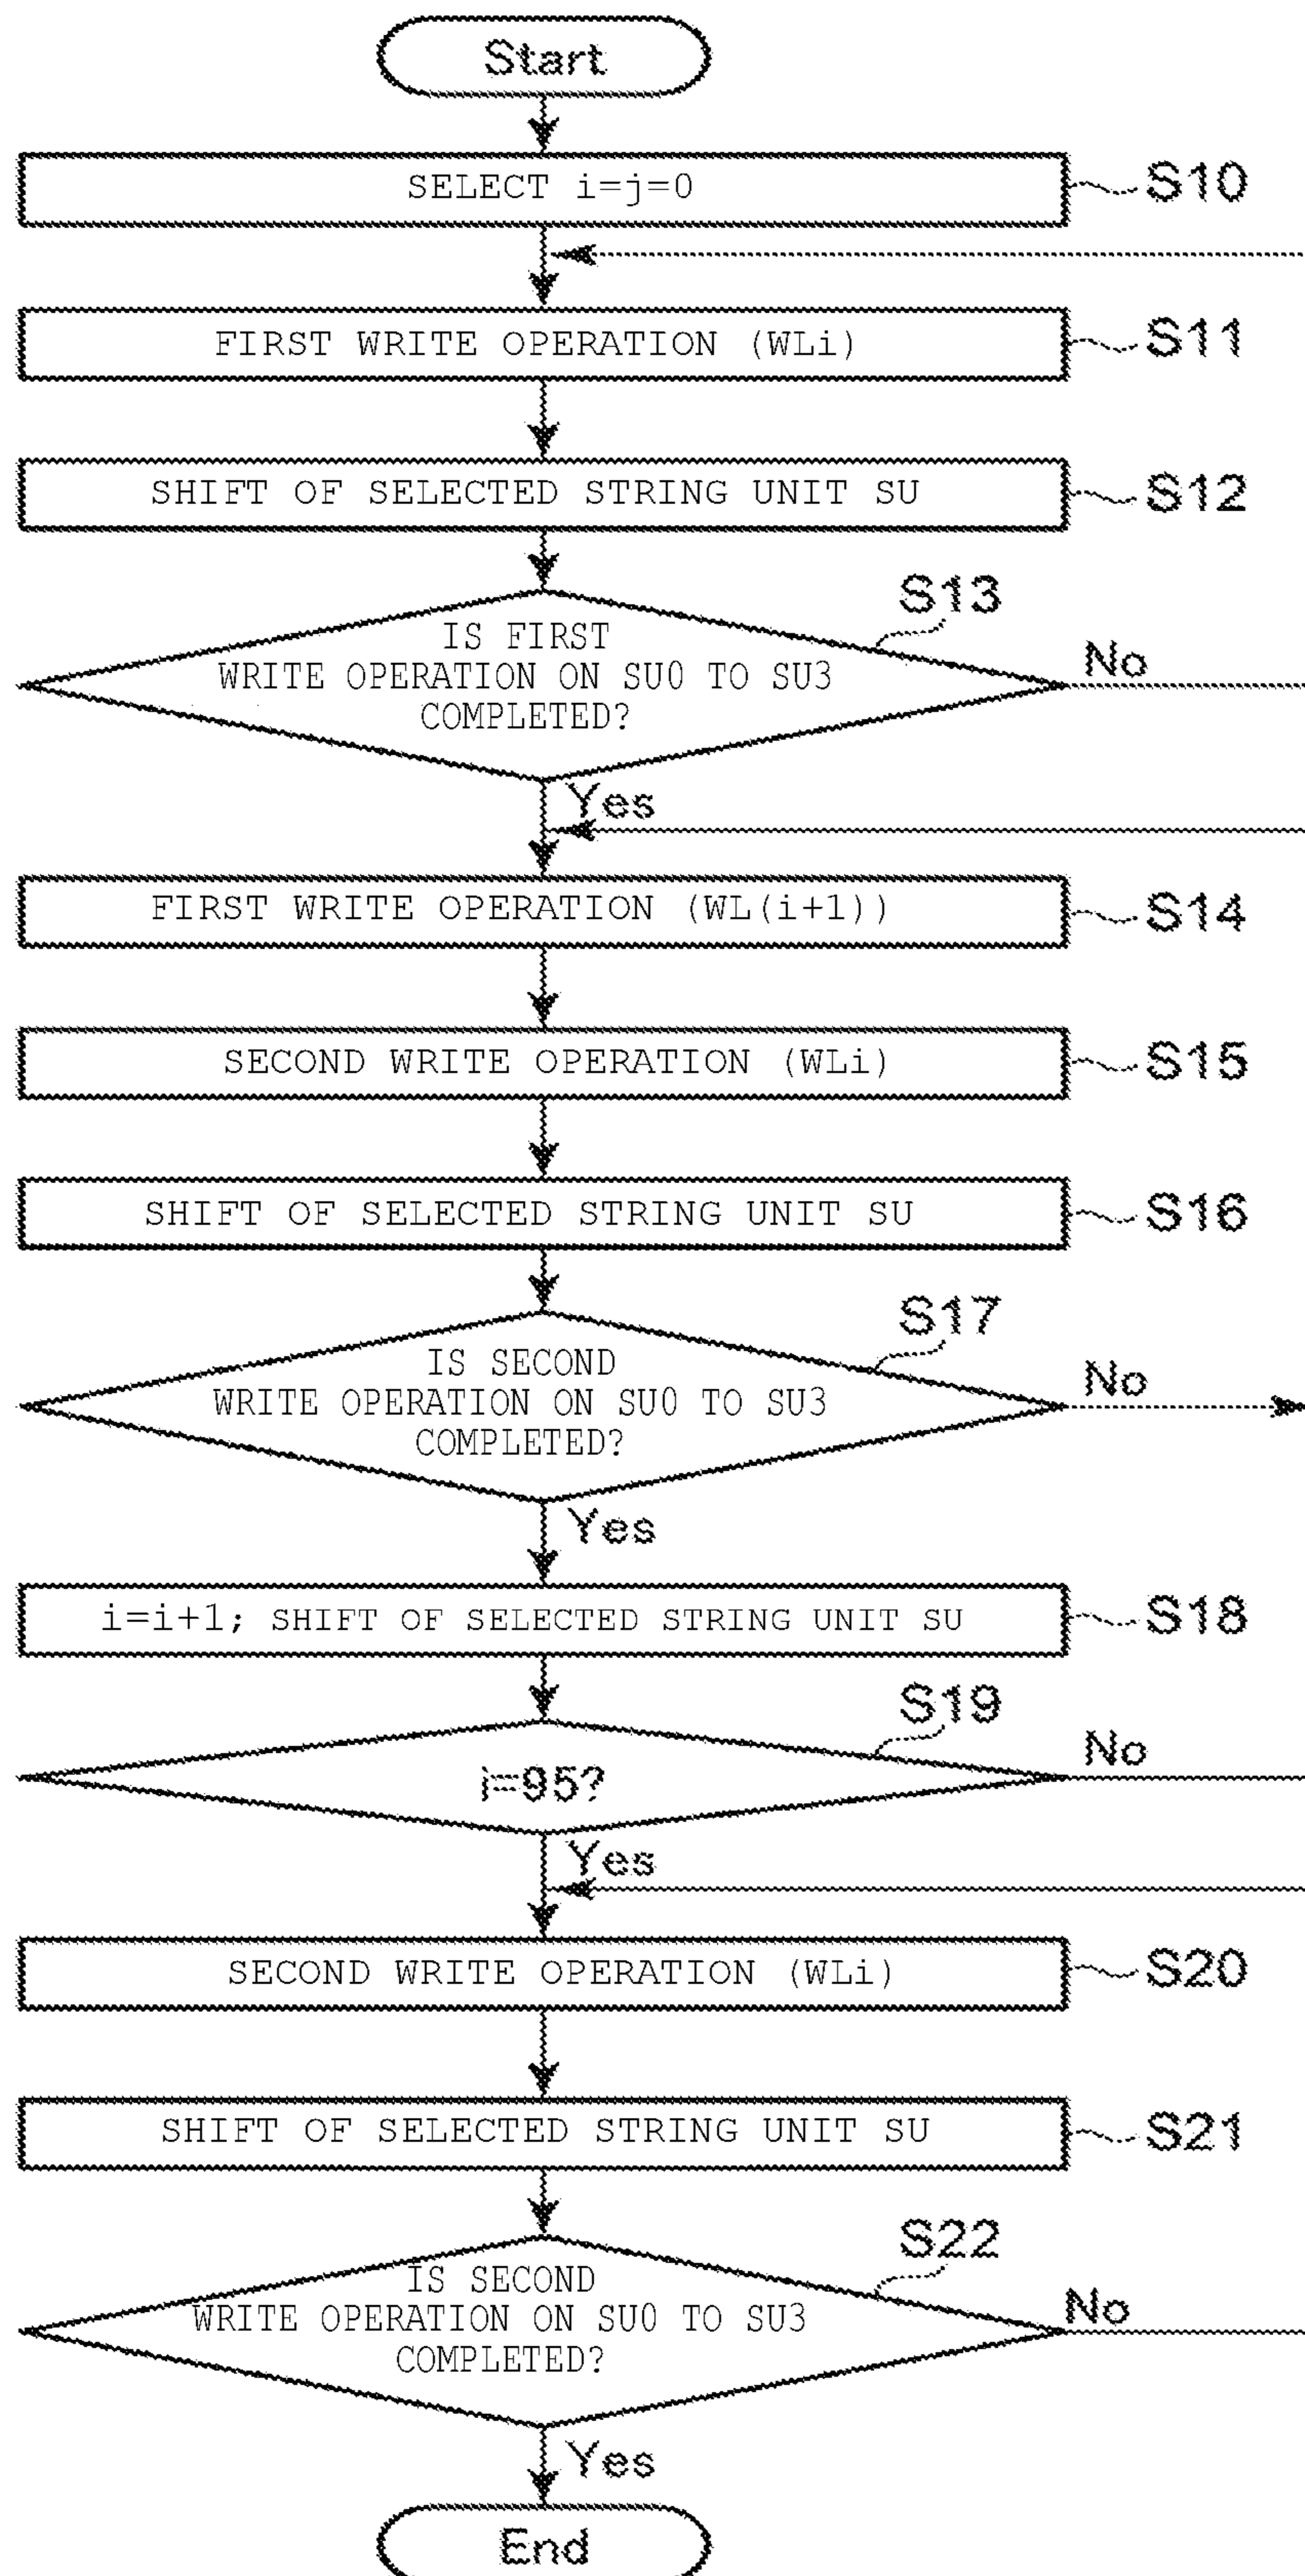 Start
SELECT i=j=0
S10
FIRST WRITE OPERATION (WLi)
S11
SHIFT OF SELECTED STRING UNIT SU
S12
S13
IS FIRST
WRITE OPERATION ON SU0 TO SU3
COMPLETED?
No
Yes
FIRST WRITE OPERATION (WL(i+1))
S14
SECOND WRITE OPERATION (WLi)
S15
SHIFT OF SELECTED STRING UNIT SU
S16
S17
IS SECOND
WRITE OPERATION ON SU0 TO SU3
COMPLETED?
No
Yes
i=i+1; SHIFT OF SELECTED STRING UNIT SU
S18
S19
i=95?
No
Yes
SECOND WRITE OPERATION (WLi)
S20
SHIFT OF SELECTED STRING UNIT SU
S21
S22
IS SECOND
WRITE OPERATION ON SU0 TO SU3
COMPLETED?
No
Yes
End